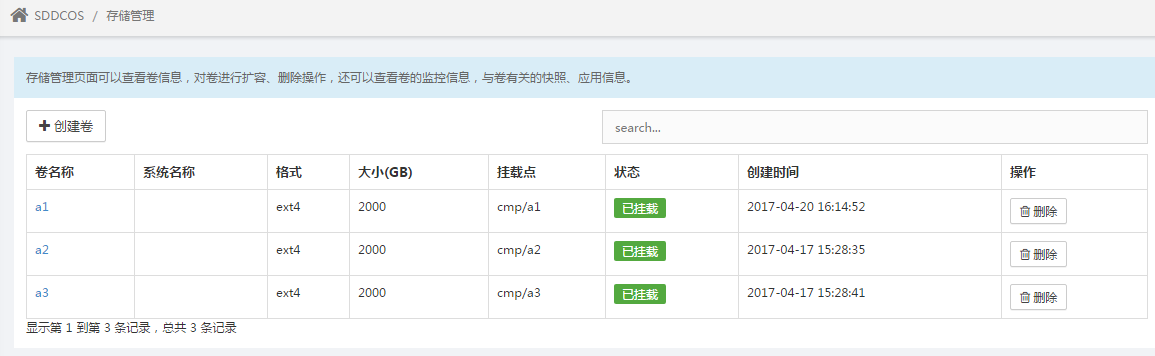 SDDCOS / 存储管理
存储管理页面可以查看卷信息，对卷进行扩容、删除操作，还可以查看卷的监控信息，与卷有关的快照、应用信息。
创建卷 search...
卷名称 系统名称 格式 大小(GB) 挂载点 状态 创建时间 操作
a1 ext4 2000 cmp/a1 已挂载 2017-04-20 16:14:52 删除
a2 ext4 2000 cmp/a2 已挂载 2017-04-17 15:28:35 删除
a3 ext4 2000 cmp/a3 已挂载 2017-04-17 15:28:41 删除
显示第 1 到第 3 条记录，总共 3 条记录